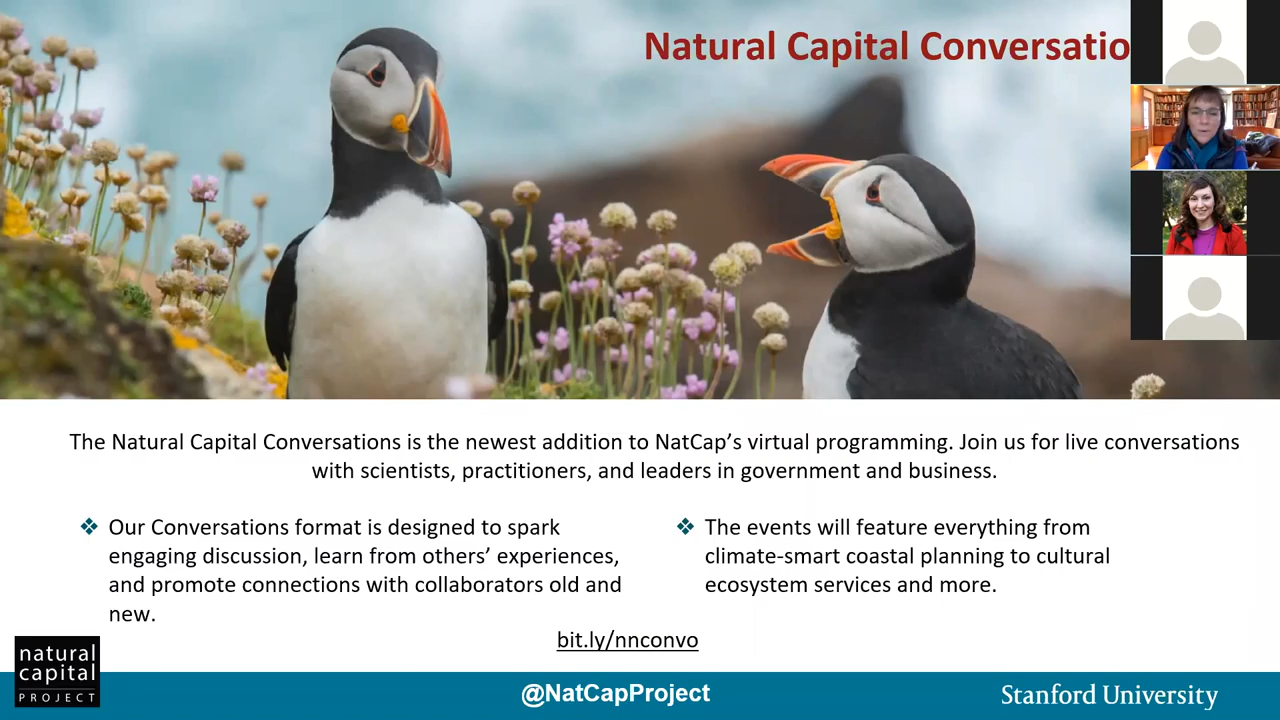 Natural Capital Conversatio
The Natural Capital Conversations is the newest addition to NatCap’s virtual programming. Join us for live conversations
with scientists, practitioners, and leaders in government and business.
❖ Our Conversations format is designed to spark
engaging discussion, learn from others’ experiences,
and promote connections with collaborators old and
new.
❖ The events will feature everything from
climate-smart coastal planning to cultural
ecosystem services and more.
bit.ly/nnconvo
natural
capital
PROJECT
@NatCapProject
Stanford University